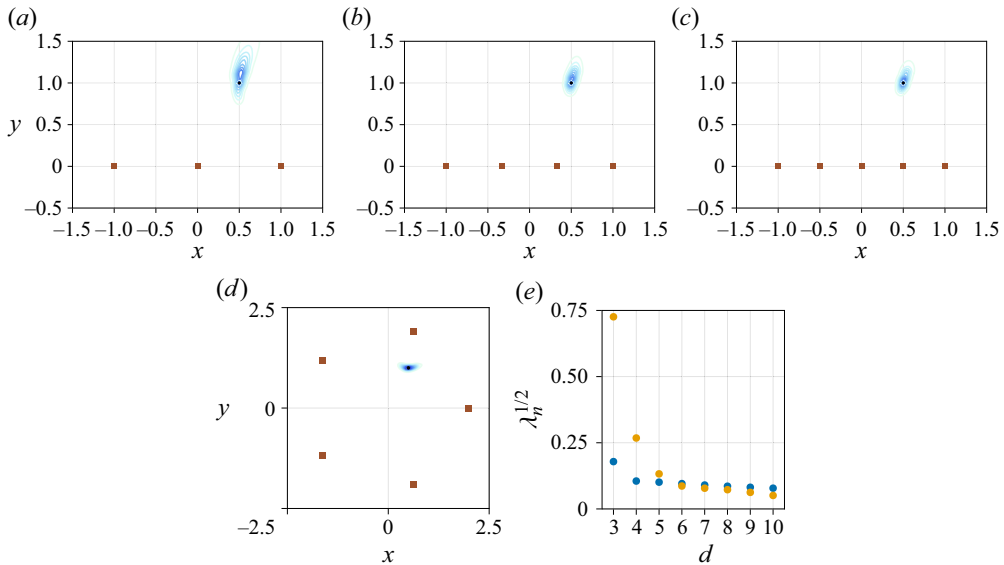 (a) (b) (c)
1.5 1.5 1.5
1.0 1.0 1.0
y 0.5 0.5 0.5
0 0 0
–0.5 –0.5 –0.5
–1.5 –1.0 –0.5 0 0.5 1.0 1.5 –1.5 –1.0 –0.5 0 0.5 1.0 1.5 –1.5 –1.0 –0.5 0 0.5 1.0 1.5
x x x
(d) (e)
2.5 0.75
0.50
y 0 λn1/2
0.25
–2.5 0
0 2.5 3 4 5 6 7 8 9 10
x d